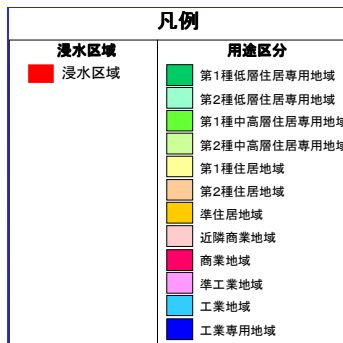 凡例
浸水区域
浸水区域
用途区分
第1種低層住居専用地域
第2種低層住居専用地域
第1種中高層住居専用地域
第2種中高層住居専用地域
第1種住居地域
第2種住居地域
準住居地域
近隣商業地域
商業地域
準工業地域
工業地域
工業専用地域